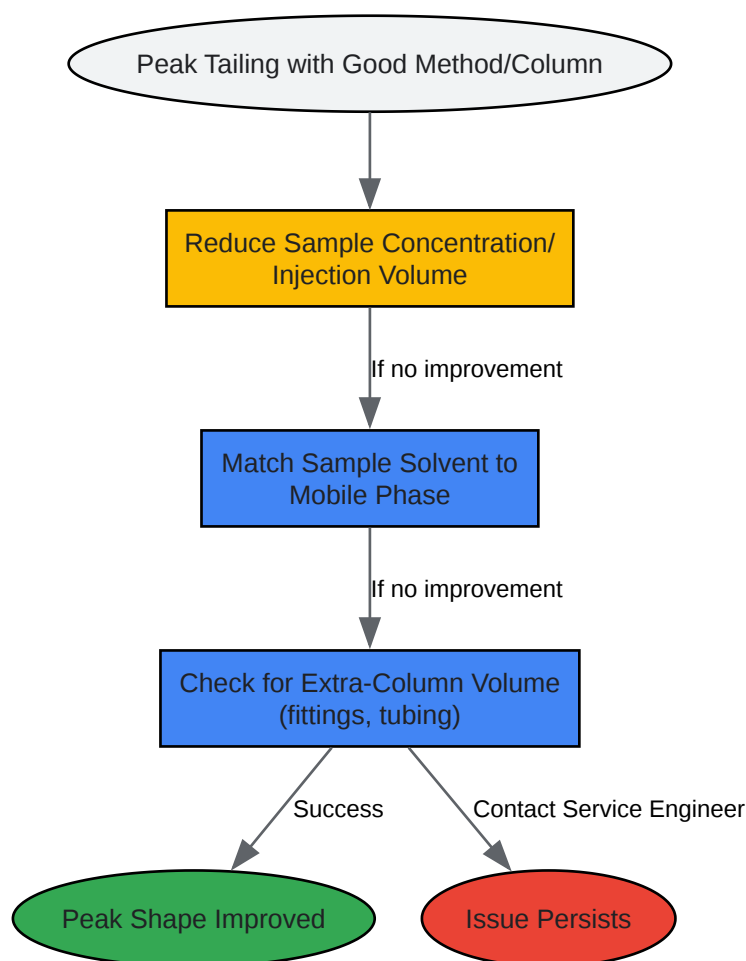 Peak Tailing with Good Method/Column
Reduce Sample Concentration/
Injection Volume
If no improvement
Match Sample Solvent to
Mobile Phase
If no improvement
Check for Extra-Column Volume
(fittings, tubing)
Success
Contact Service Engineer
Peak Shape Improved
Issue Persists